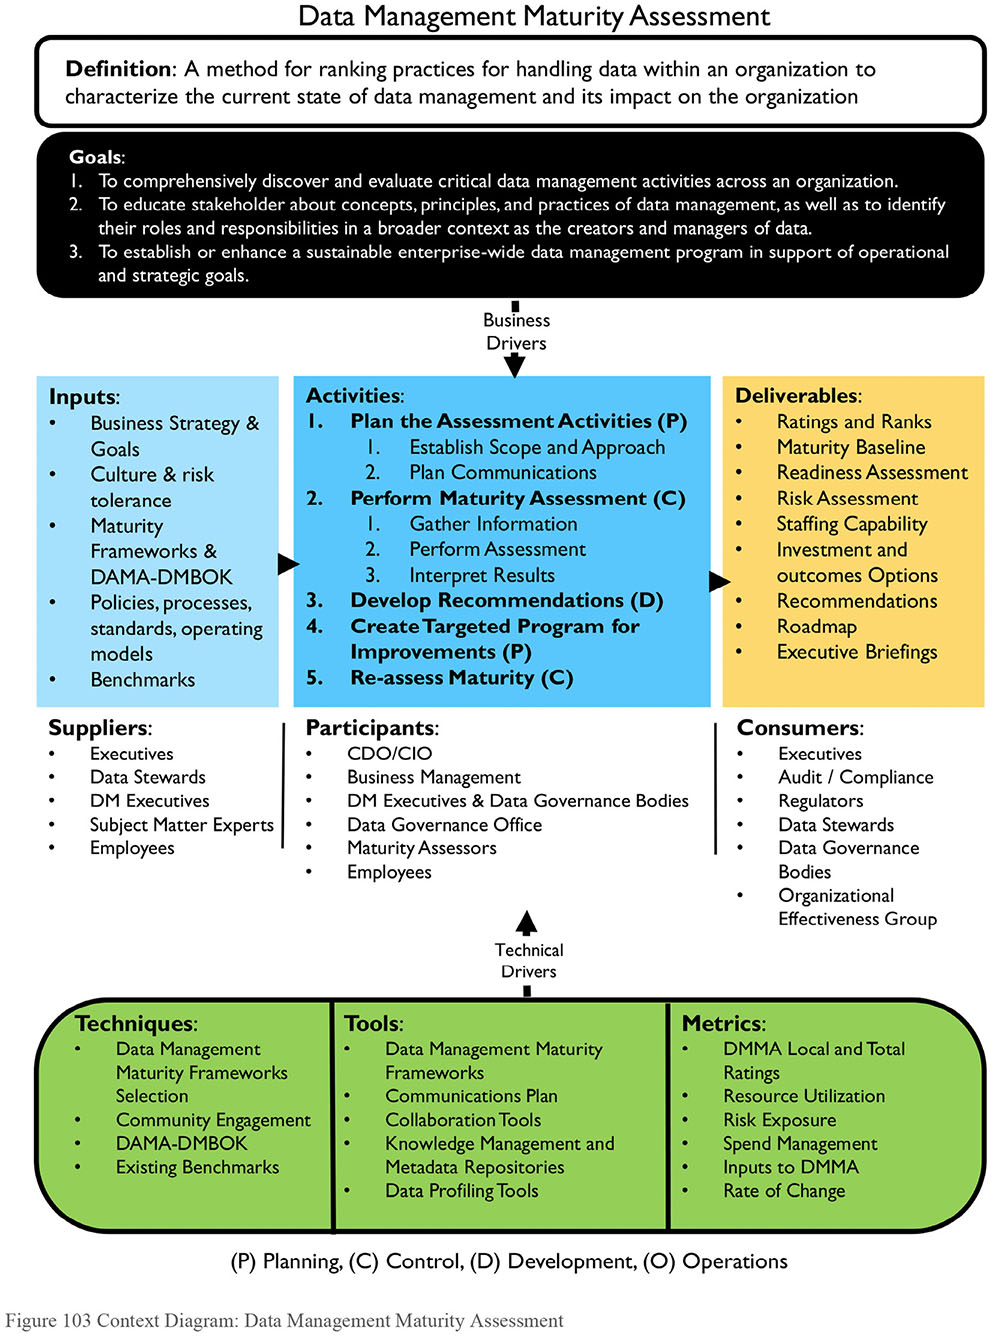 Data Management Maturity Assessment
Definition: A method for ranking practices for handling data within an organization to
characterize the current state of data management and its impact on the organization
Goals:
1. To comprehensively discover and evaluate critical data management activities across an organization.
2. To educate stakeholder about concepts, principles, and practices of data management, as well as to identify
their roles and responsibilities in a broader context as the creators and managers of data.
3. To establish or enhance a sustainable enterprise-wide data management program in support of operational
and strategic goals.
Business
Drivers
Inputs:
• Business Strategy &
Goals
• Culture & risk
tolerance
• Maturity
Frameworks &
DAMA-DMBOK
• Policies, processes,
standards, operating
models
• Benchmarks
Activities:
1. Plan the Assessment Activities (P)
1. Establish Scope and Approach
2. Plan Communications
2. Perform Maturity Assessment (C)
1. Gather Information
2. Perform Assessment
3. Interpret Results
3. Develop Recommendations (D)
4. Create Targeted Program for
Improvements (P)
5. Re-assess Maturity (C)
Deliverables:
• Ratings and Ranks
• Maturity Baseline
• Readiness Assessment
• Risk Assessment
• Staffing Capability
• Investment and
outcomes Options
• Recommendations
• Roadmap
• Executive Briefings
Suppliers:
• Executives
• Data Stewards
• DM Executives
• Subject Matter Experts
• Employees
Participants:
• CDO/CIO
• Business Management
• DM Executives & Data Governance Bodies
• Data Governance Office
• Maturity Assessors
• Employees
Consumers:
• Executives
• Audit / Compliance
• Regulators
• Data Stewards
• Data Governance
Bodies
• Organizational
Effectiveness Group
Technical
Drivers
Techniques:
• Data Management
Maturity Frameworks
Selection
• Community Engagement
• DAMA-DMBOK
• Existing Benchmarks
Tools:
• Data Management Maturity
Frameworks
• Communications Plan
• Collaboration Tools
• Knowledge Management and
Metadata Repositories
• Data Profiling Tools
Metrics:
• DMMA Local and Total
Ratings
• Resource Utilization
• Risk Exposure
• Spend Management
• Inputs to DMMA
• Rate of Change
(P) Planning, (C) Control, (D) Development, (O) Operations
Figure 103 Context Diagram: Data Management Maturity Assessment